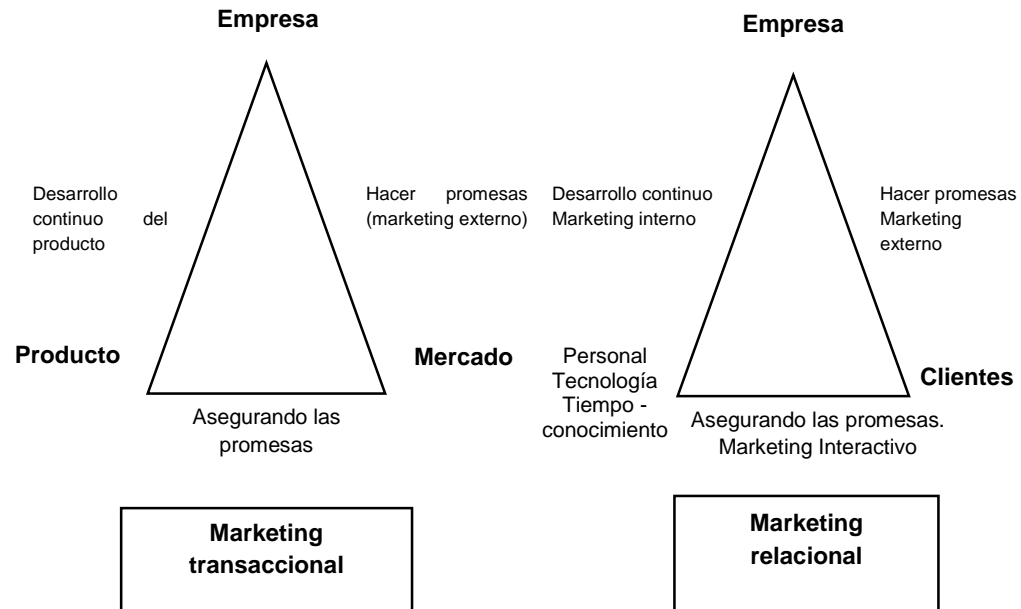 Empresa
Desarrollo
continuo del
producto
Hacer promesas
(marketing externo)
Producto
Mercado
Asegurando las
promesas
Marketing
transaccional
Empresa
Desarrollo continuo
Marketing interno
Hacer promesas
Marketing
externo
Personal
Tecnología
Tiempo -
conocimiento
Clientes
Asegurando las promesas.
Marketing Interactivo
Marketing
relacional